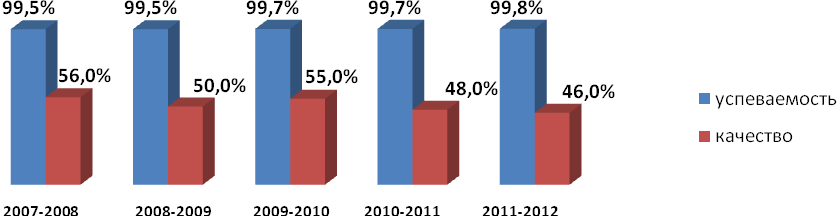 99,5% 99,5% 99,7% 99,7% 99,8%
56,0% 50,0% 55,0% 48,0% 46,0%
успеваемость
качество
2007-2008 2008-2009 2009-2010 2010-2011 2011-2012